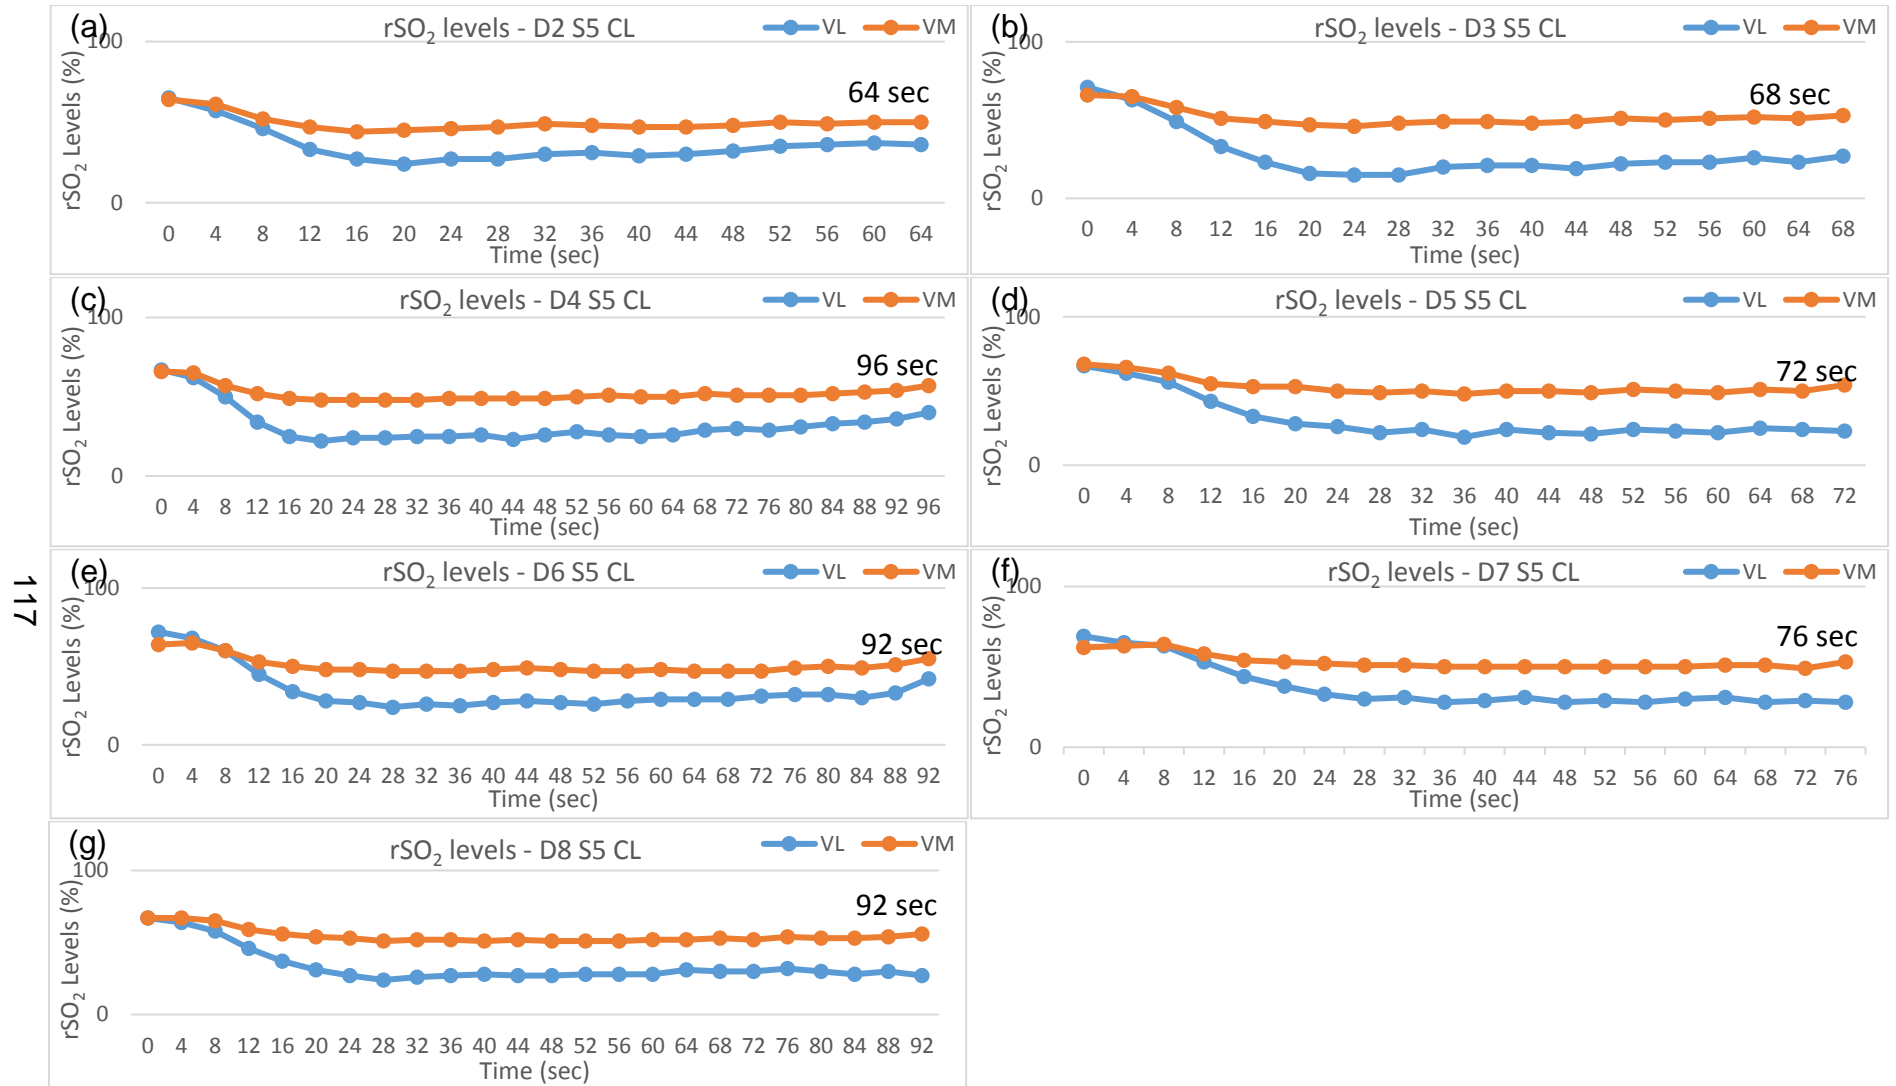 (a)
rSO2 levels - D2 S5 CL
VL VM
100
64 sec
0
rSO2 Levels (%)
0 4 8 12 16 20 24 28 32 36 40 44 48 52 56 60 64
Time (sec)
(b)
rSO2 levels - D3 S5 CL
VL VM
100
68 sec
0
rSO2 Levels (%)
0 4 8 12 16 20 24 28 32 36 40 44 48 52 56 60 64 68
Time (sec)
(c)
rSO2 levels - D4 S5 CL
VL VM
100
96 sec
0
rSO2 Levels (%)
0 4 8 12 16 20 24 28 32 36 40 44 48 52 56 60 64 68 72 76 80 84 88 92 96
Time (sec)
(d)
rSO2 levels - D5 S5 CL
VL VM
100
72 sec
0
rSO2 Levels (%)
0 4 8 12 16 20 24 28 32 36 40 44 48 52 56 60 64 68 72
Time (sec)
(e)
rSO2 levels - D6 S5 CL
VL VM
100
92 sec
0
rSO2 Levels (%)
0 4 8 12 16 20 24 28 32 36 40 44 48 52 56 60 64 68 72 76 80 84 88 92
Time (sec)
(f)
rSO2 levels - D7 S5 CL
VL VM
100
76 sec
0
rSO2 Levels (%)
0 4 8 12 16 20 24 28 32 36 40 44 48 52 56 60 64 68 72 76
Time (sec)
(g)
rSO2 levels - D8 S5 CL
VL VM
100
92 sec
0
rSO2 Levels (%)
0 4 8 12 16 20 24 28 32 36 40 44 48 52 56 60 64 68 72 76 80 84 88 92
Time (sec)
117